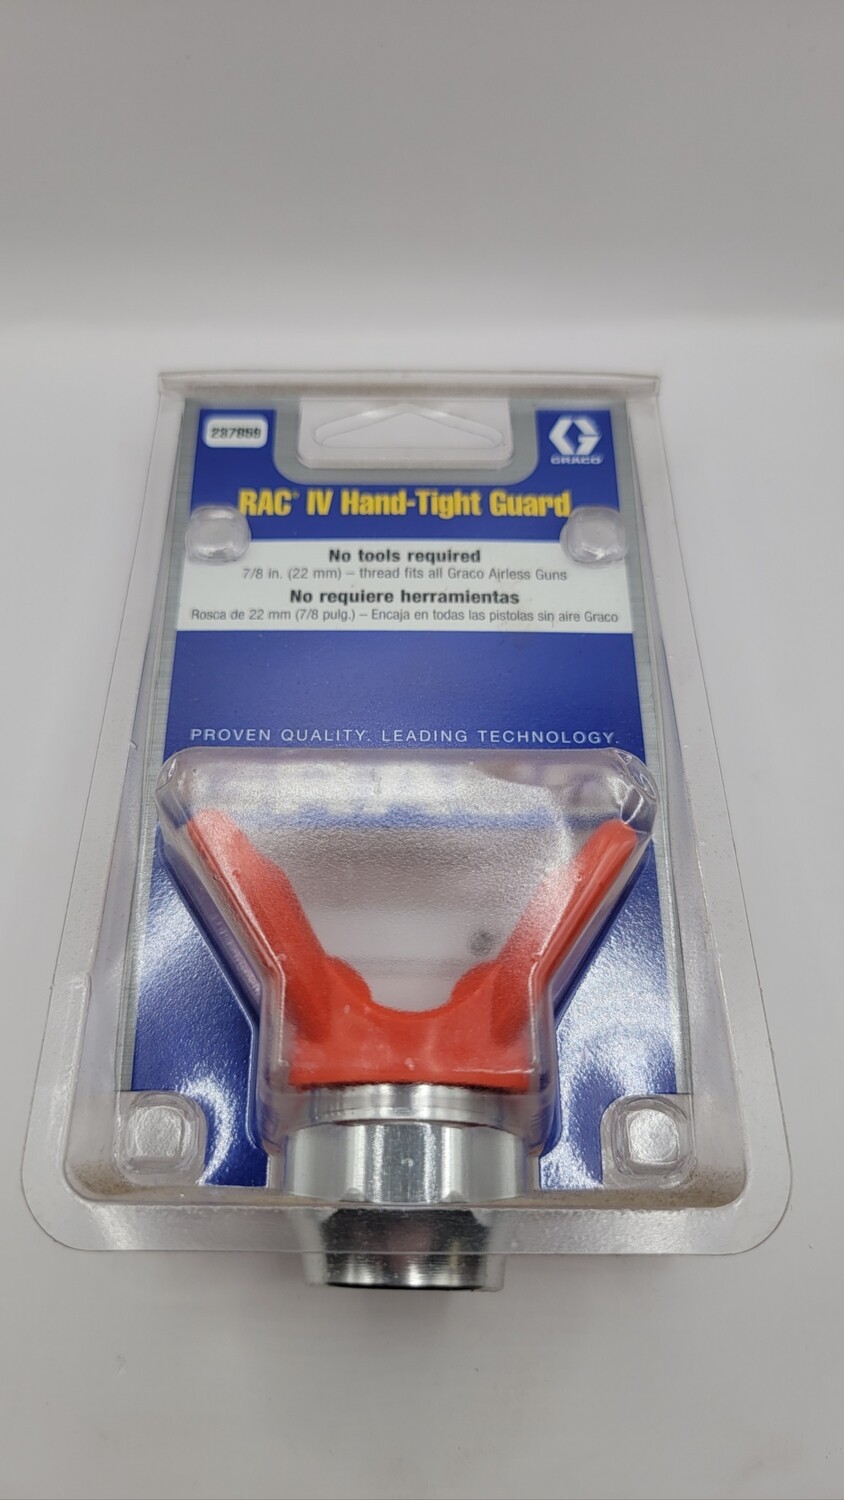 GRACO
RAC® IV Hand-Tight Guard
No tools required
7/8 in. (22 mm) – thread fits all Graco Airless Guns
No requiere herramientas
Rosca de 22 mm (7/8 pulg.) – Encaja en todas las pistolas sin aire Graco
PROVEN QUALITY. LEADING TECHNOLOGY.